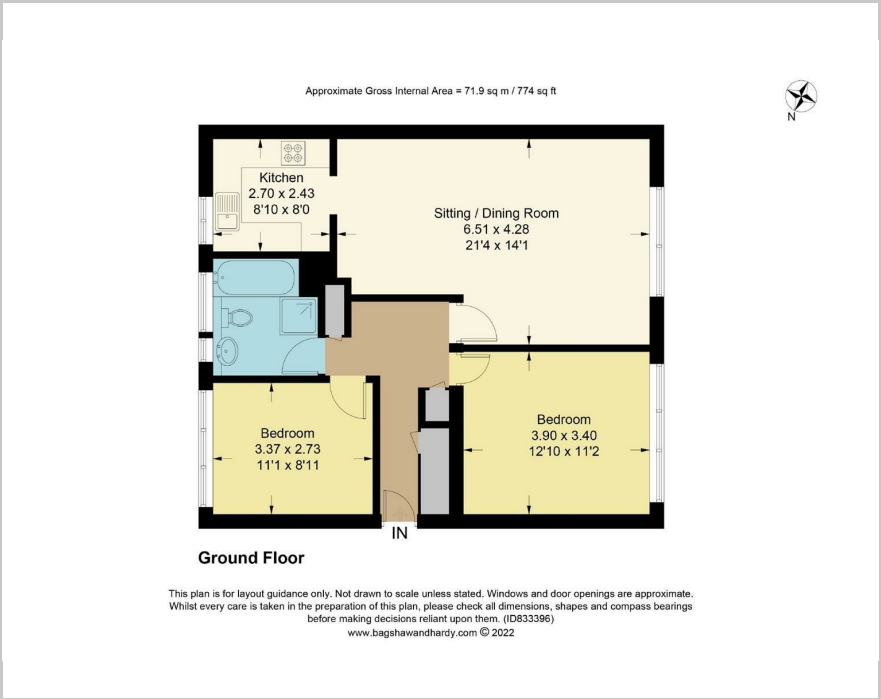 Approximate Gross Internal Area = 71.9 sq m / 774 sq ft
N
Kitchen
2.70 x 2.43
8'10 x 8'0
Sitting / Dining Room
6.51 x 4.28
21'4 x 14'1
Bedroom
3.37 x 2.73
11'1 x 8'11
Bedroom
3.90 x 3.40
12'10 x 11'2
IN
Ground Floor
This plan is for layout guidance only. Not drawn to scale unless stated. Windows and door openings are approximate.
Whilst every care is taken in the preparation of this plan, please check all dimensions, shapes and compass bearings
before making decisions reliant upon them. (ID833396)
www.bagshawandhardy.com © 2022